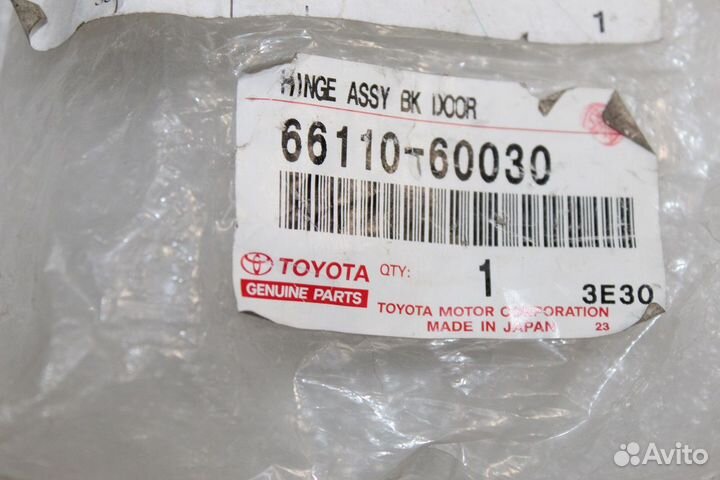 1
HINGE ASSY BK DOOR
66110-60030
TOYOTA QTY: 1 3E30
GENUINE PARTS
TOYOTA MOTOR CORPORATION
MADE IN JAPAN 23
Avito